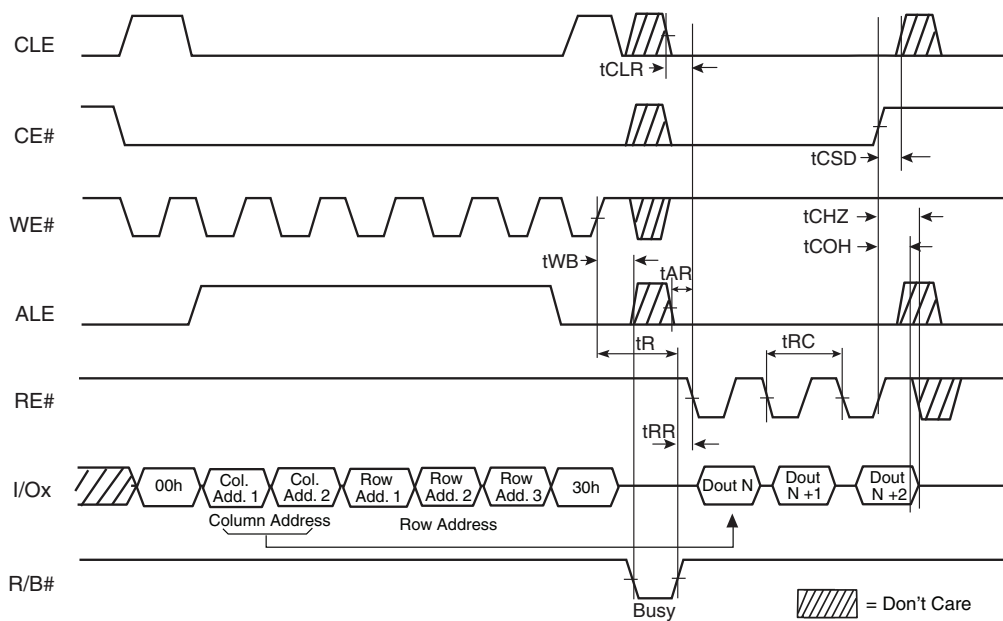 CLE
tCLR
CE#
tCSD
WE#
tCHZ
tCOH
tWB
tAR
ALE
tR
tRC
RE#
tRR
I/Ox
00h
Col. Add. 1
Col. Add. 2
Row Add. 1
Row Add. 2
Row Add. 3
30h
Dout N
Dout N +1
Dout N +2
Column Address
Row Address
R/B#
Busy
= Don't Care